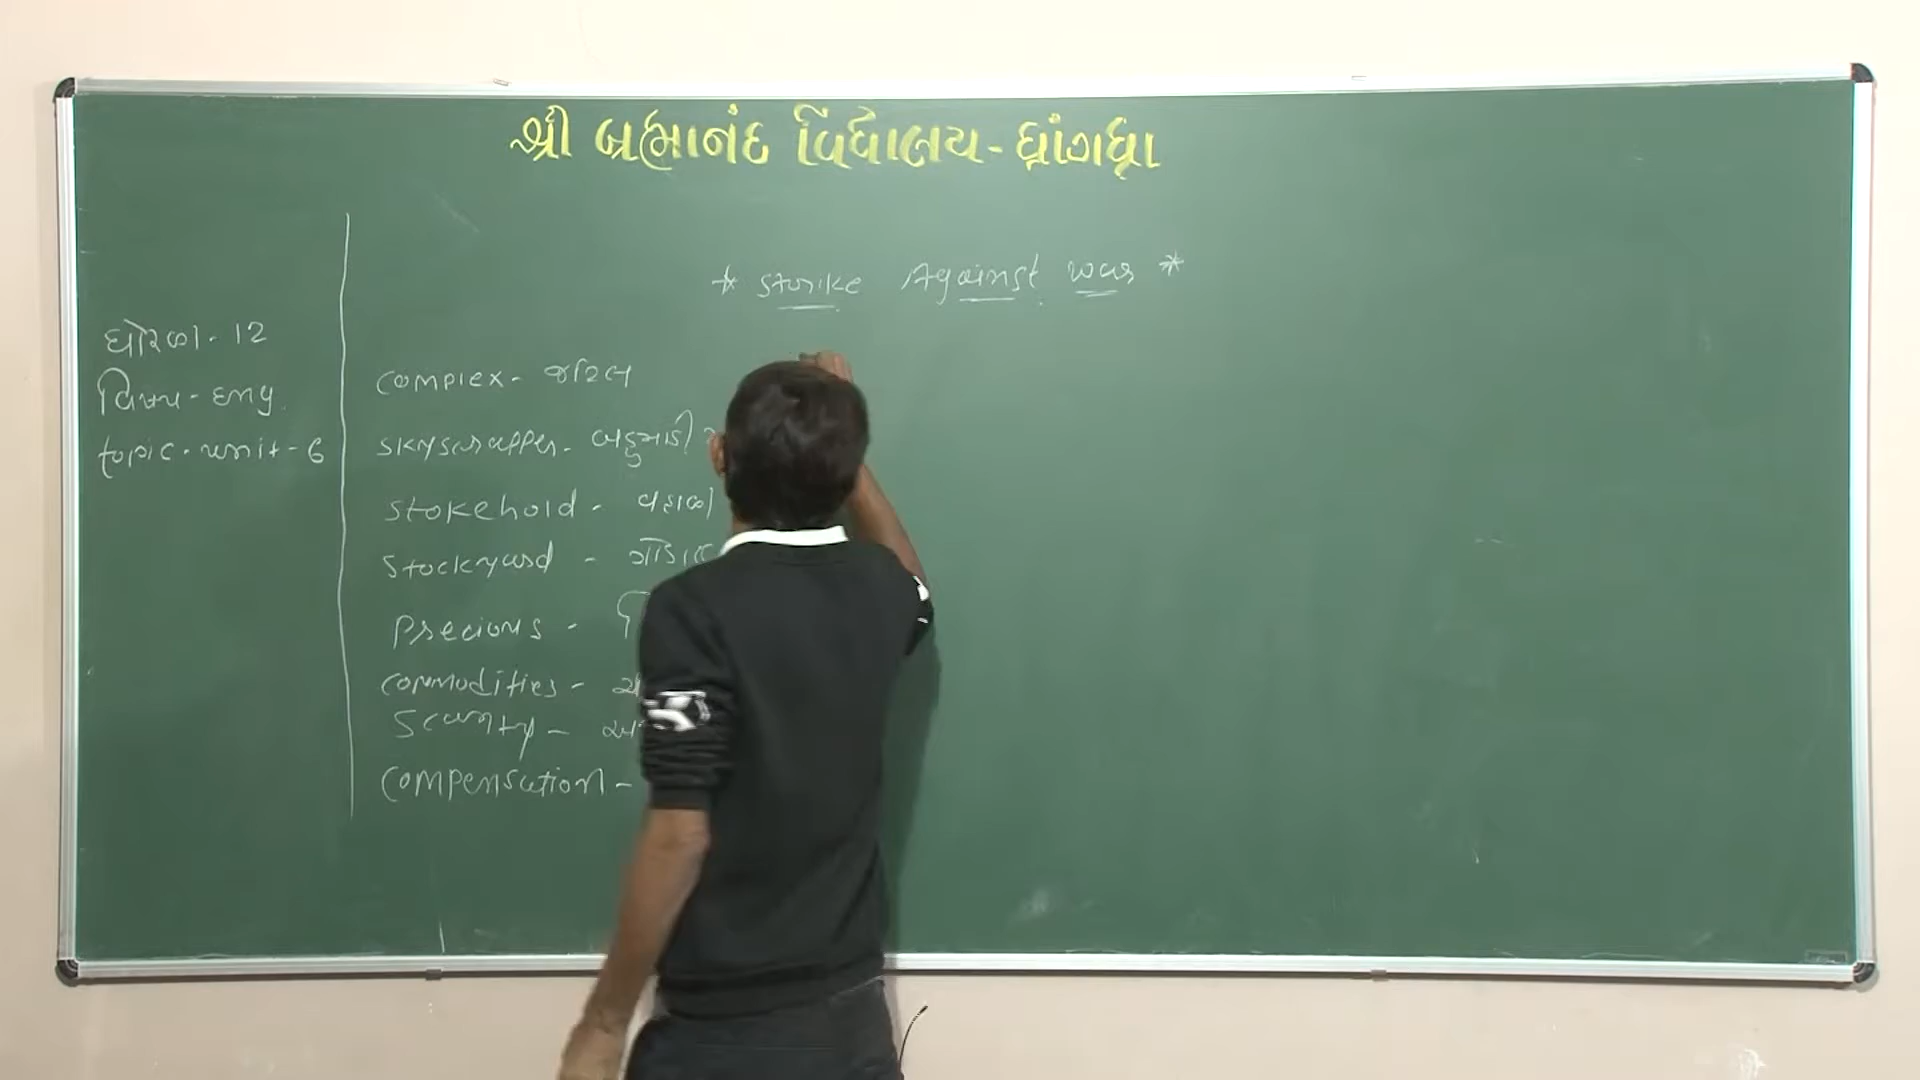 શ્રી બ્રહ્માનંદ વિદ્યાલય - ધ્રાંગધ્રા
* Strike Against war *
ધોરણ - 12
વિષય - eng.
topic - unit - 6
complex - જટિલ
skyscrapper - બહુમાળી
stokehold - વહાણ
stockyard -
precious -
commodities -
Security -
compensation -